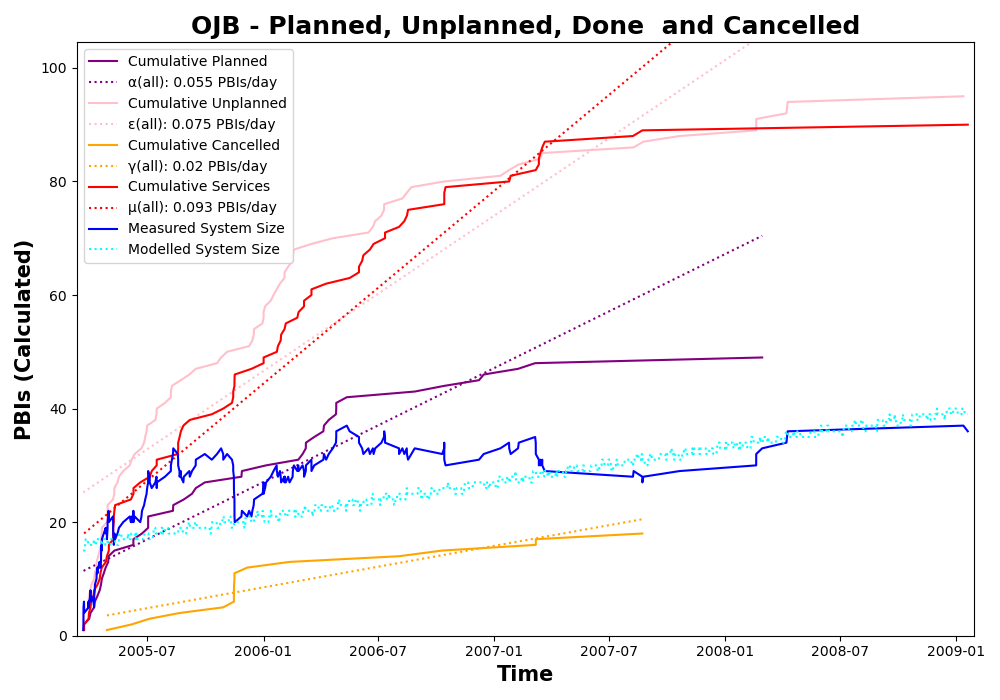 OJB - Planned, Unplanned, Done  and Cancelled
Cumulative Planned
α(all): 0.055 PBIs/day
Cumulative Unplanned
ε(all): 0.075 PBIs/day
Cumulative Cancelled
γ(all): 0.02 PBIs/day
Cumulative Services
μ(all): 0.093 PBIs/day
Measured System Size
Modelled System Size
PBIs (Calculated)
100
80
60
40
20
0
2005-07
2006-01
2006-07
2007-01
2007-07
2008-01
2008-07
2009-01
Time